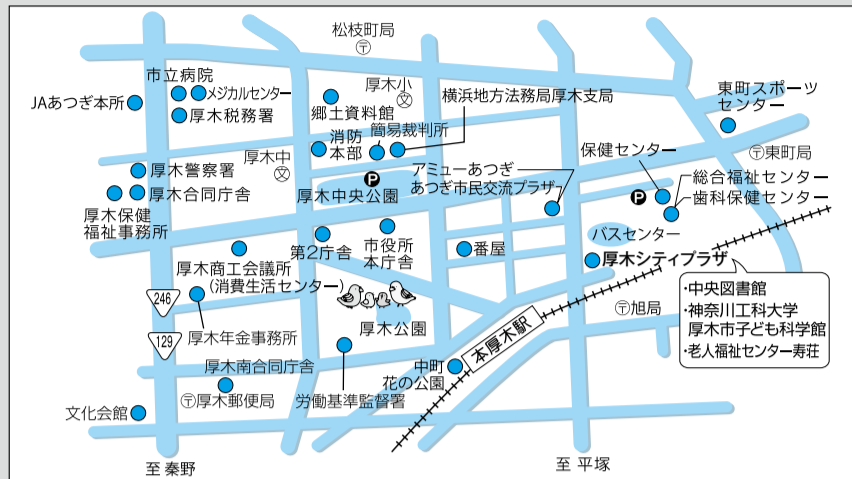 松枝町局
〒
市立病院
メジカルセンター
JAあつぎ本所
厚木税務署
郷土資料館
厚木小
文
横浜地方法務局厚木支局
簡易裁判所
消防
本部
厚木中
文
東町スポーツ
センター
〒東町局
保健センター
総合福祉センター
歯科保健センター
アミューあつぎ
あつぎ市民交流プラザ
厚木警察署
厚木合同庁舎
厚木保健
福祉事務所
P
厚木中央公園
P
バスセンター
第2庁舎
市役所
本庁舎
番屋
厚木シティプラザ
・中央図書館
・神奈川工科大学
厚木市子ども科学館
・老人福祉センター寿荘
厚木商工会議所
(消費生活センター)
246
129
厚木年金事務所
厚木公園
本厚木駅
〒旭局
厚木南合同庁舎
〒厚木郵便局
労働基準監督署
中町
花の公園
文化会館
至 秦野
至 平塚